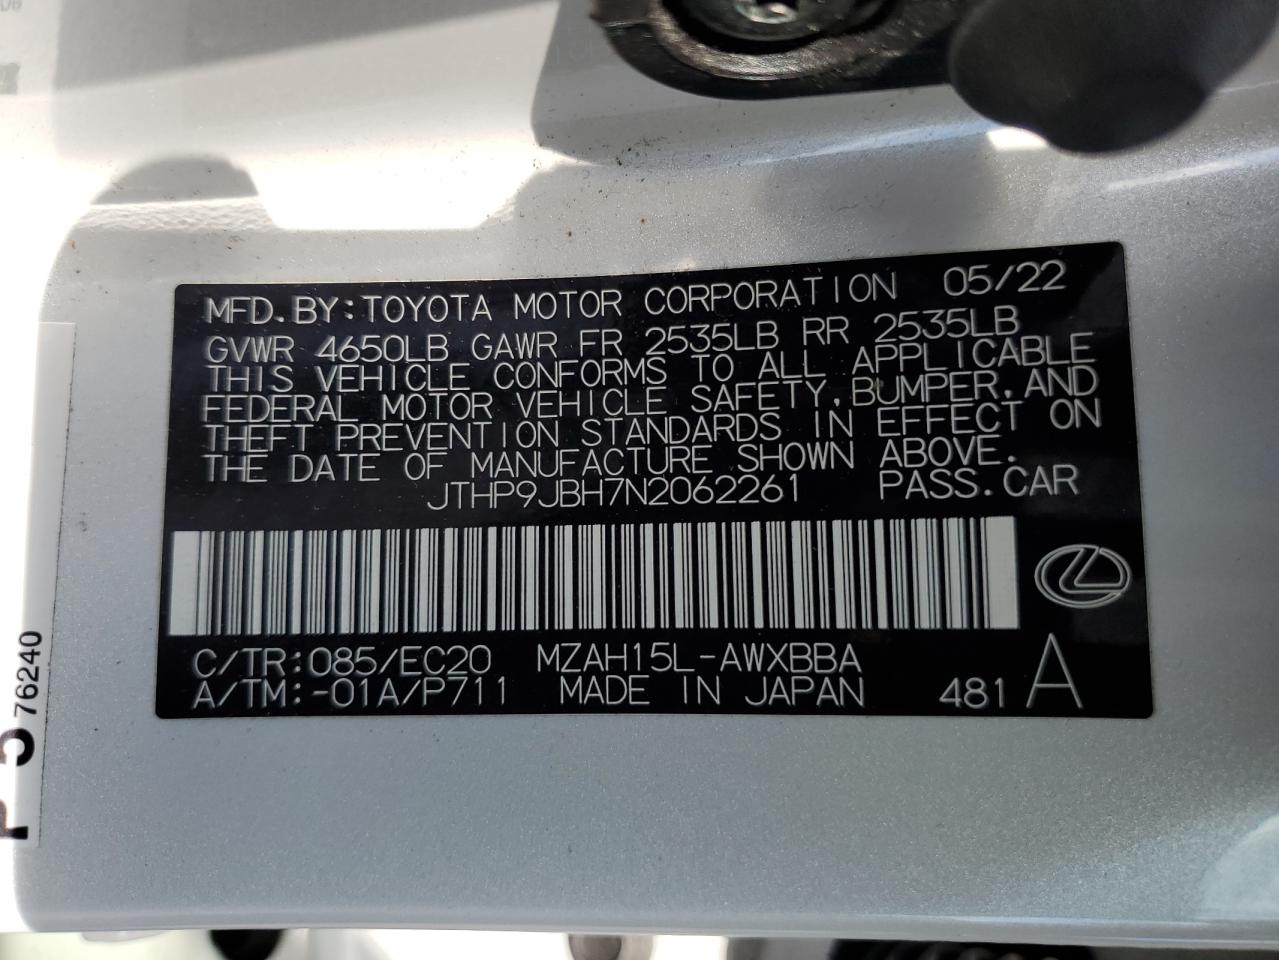 MFD.BY:TOYOTA MOTOR CORPORATION 05/22
GVWR 4650LB GAWR FR 2535LB RR 2535LB
THIS VEHICLE CONFORMS TO ALL APPLICABLE
FEDERAL MOTOR VEHICLE SAFETY,BUMPER,AND
THEFT PREVENTION STANDARDS IN EFFECT ON
THE DATE OF MANUFACTURE SHOWN ABOVE.
JTHP9JBH7N2062261 PASS.CAR
C/TR:085/EC20 MZAH15L-AWXBBA
A/TM:-01A/P711 MADE IN JAPAN 481 A
76240